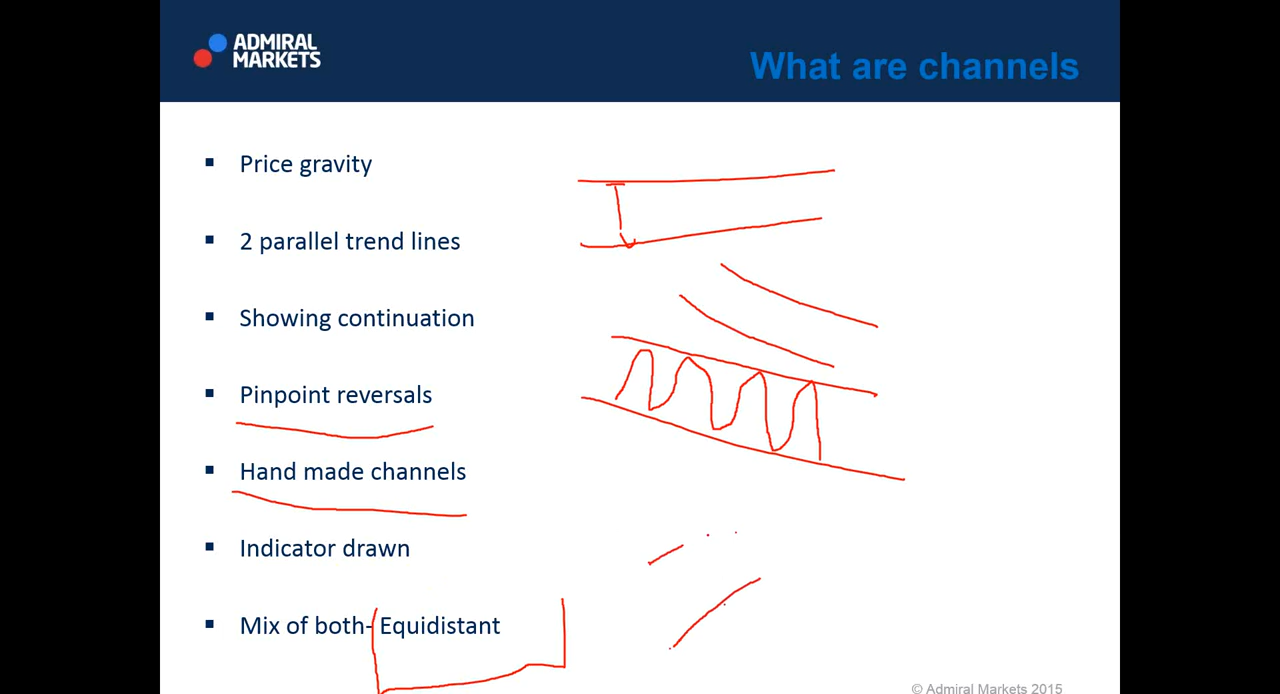 ADMIRAL
MARKETS
What are channels
▪ Price gravity
▪ 2 parallel trend lines
▪ Showing continuation
▪ Pinpoint reversals
▪ Hand made channels
▪ Indicator drawn
▪ Mix of both- Equidistant
© Admiral Markets 2015